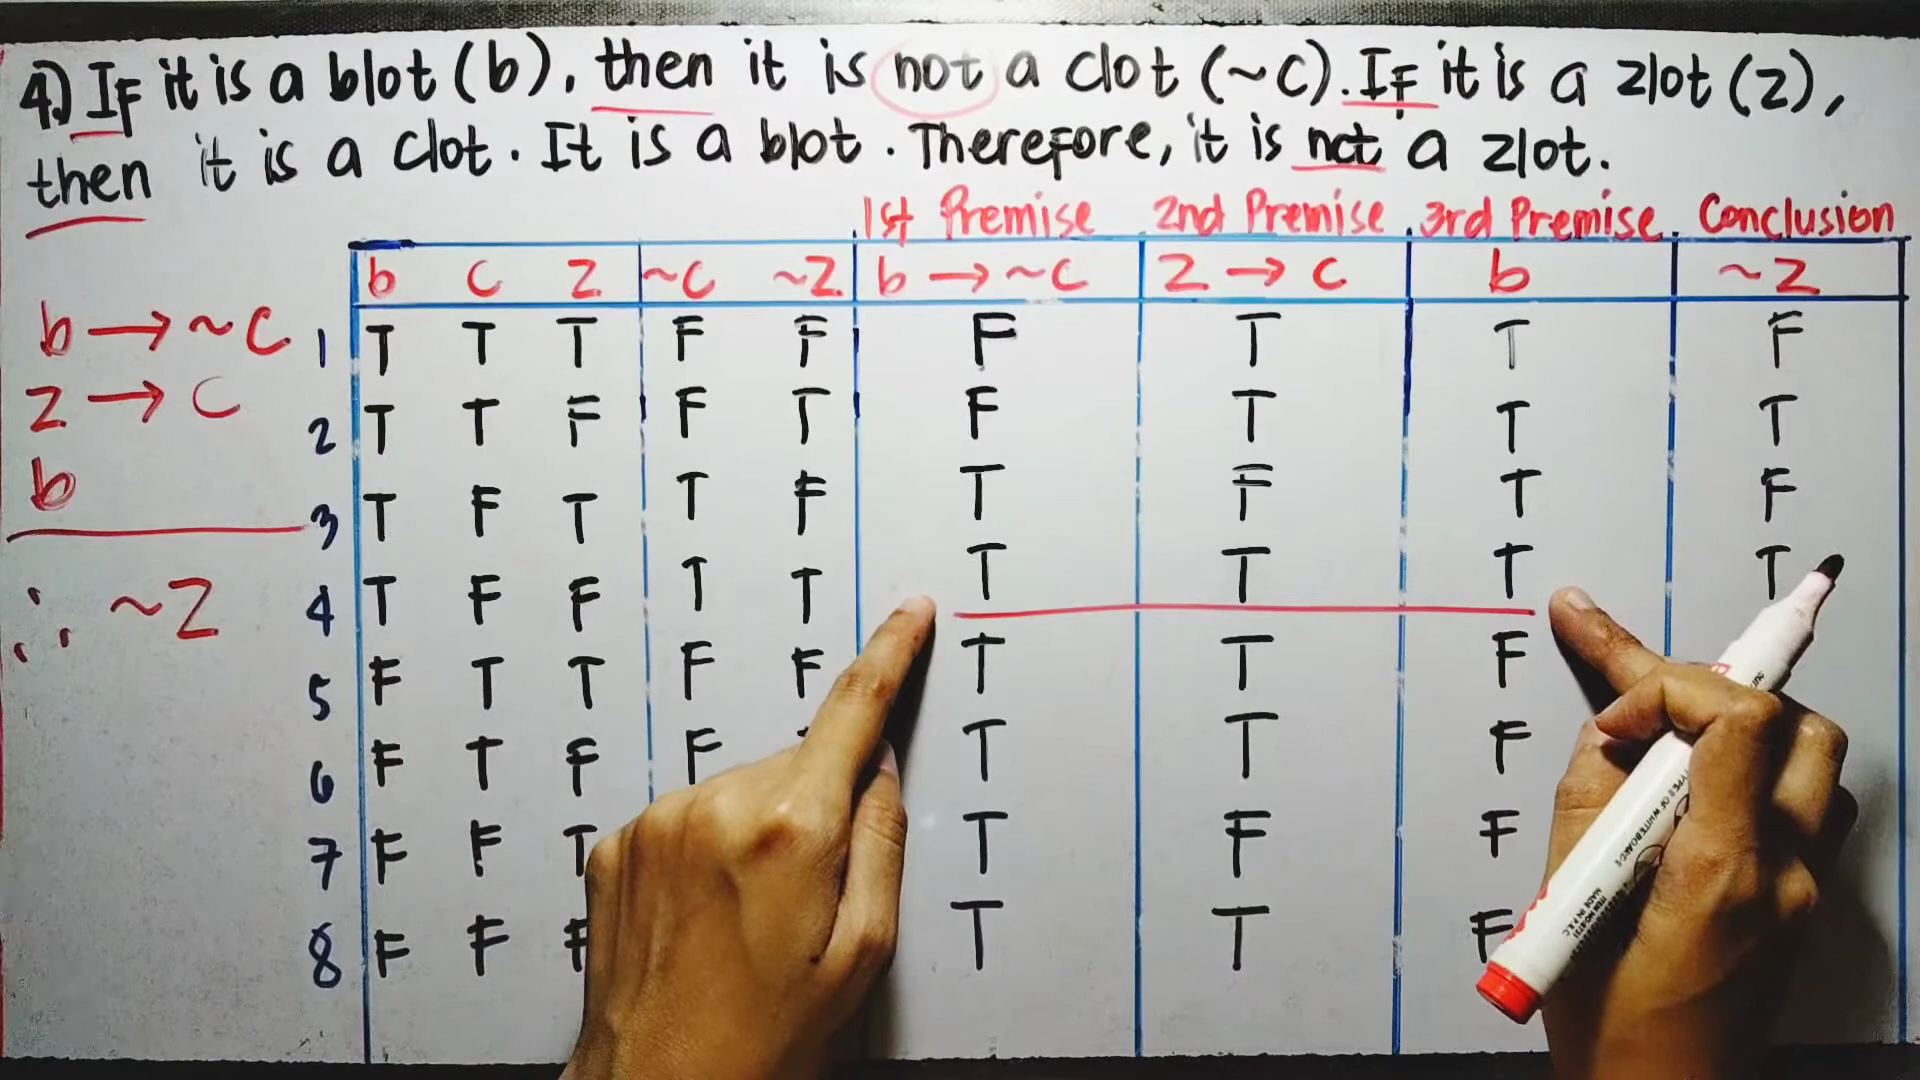 4.) IF it is a blot (b), then it is not a clot (~c). IF it is a zlot (z),
then it is a clot. It is a blot. Therefore, it is not a zlot.
1st Premise 2nd Premise 3rd Premise Conclusion
b c z ~c ~z b → ~c z → c b ~z
b → ~c
z → c
b
∴ ~z
1 T T T F F F T T F
2 T T F F T F T T T
3 T F T T F T F T F
4 T F F T T T T T T
5 F T T F F T T F
6 F T F F T T F
7 F F T T F F
8 F F F T T F
MADE IN P.R.C